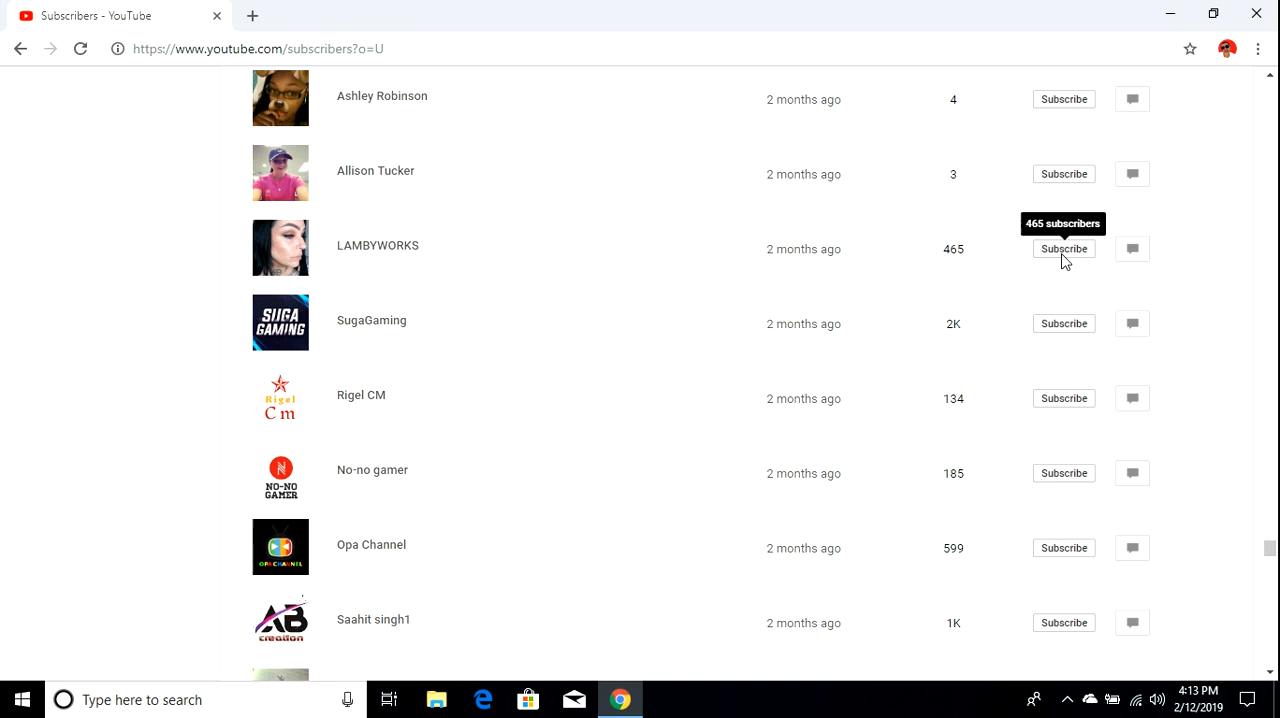 Subscribers - YouTube
https://www.youtube.com/subscribers?o=U
Ashley Robinson 2 months ago 4 Subscribe
Allison Tucker 2 months ago 3 Subscribe
465 subscribers
LAMBYWORKS 2 months ago 465 Subscribe
SUGA
GAMING
SugaGaming 2 months ago 2K Subscribe
Rigel
Cm
Rigel CM 2 months ago 134 Subscribe
N
NO-NO
GAMER
No-no gamer 2 months ago 185 Subscribe
OPA CHANNEL
Opa Channel 2 months ago 599 Subscribe
AB
creation
Saahit singh1 2 months ago 1K Subscribe
Type here to search
4:13 PM
2/12/2019